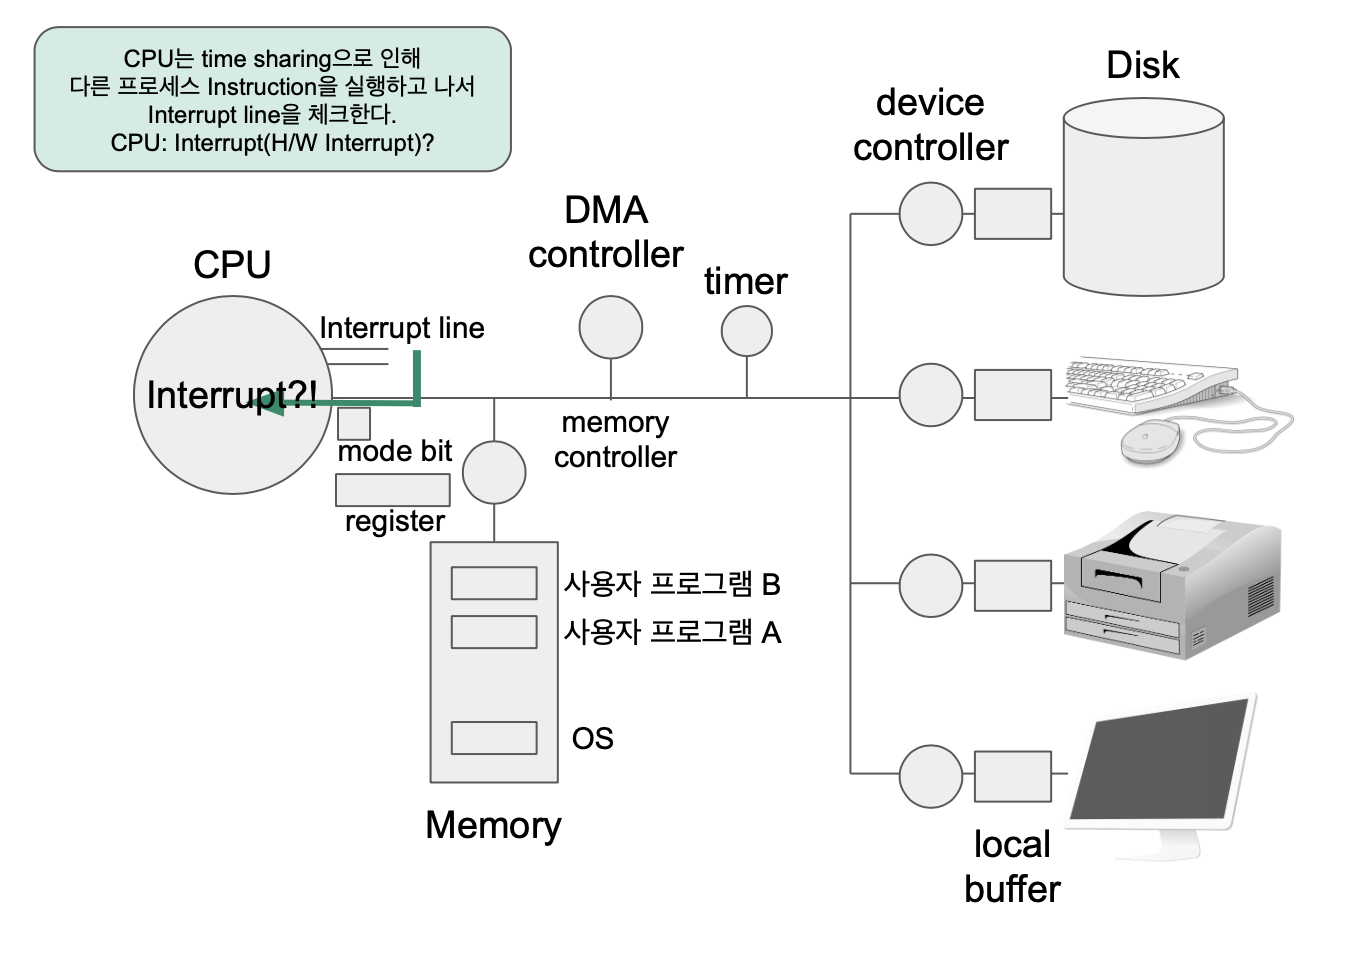 CPU는 time sharing으로 인해
다른 프로세스 Instruction을 실행하고 나서
Interrupt line을 체크한다.
CPU: Interrupt(H/W Interrupt)?
Disk
device
controller
DMA
controller
timer
CPU
Interrupt line
Interrupt?!
mode bit
register
memory
controller
사용자 프로그램 B
사용자 프로그램 A
OS
Memory
local
buffer